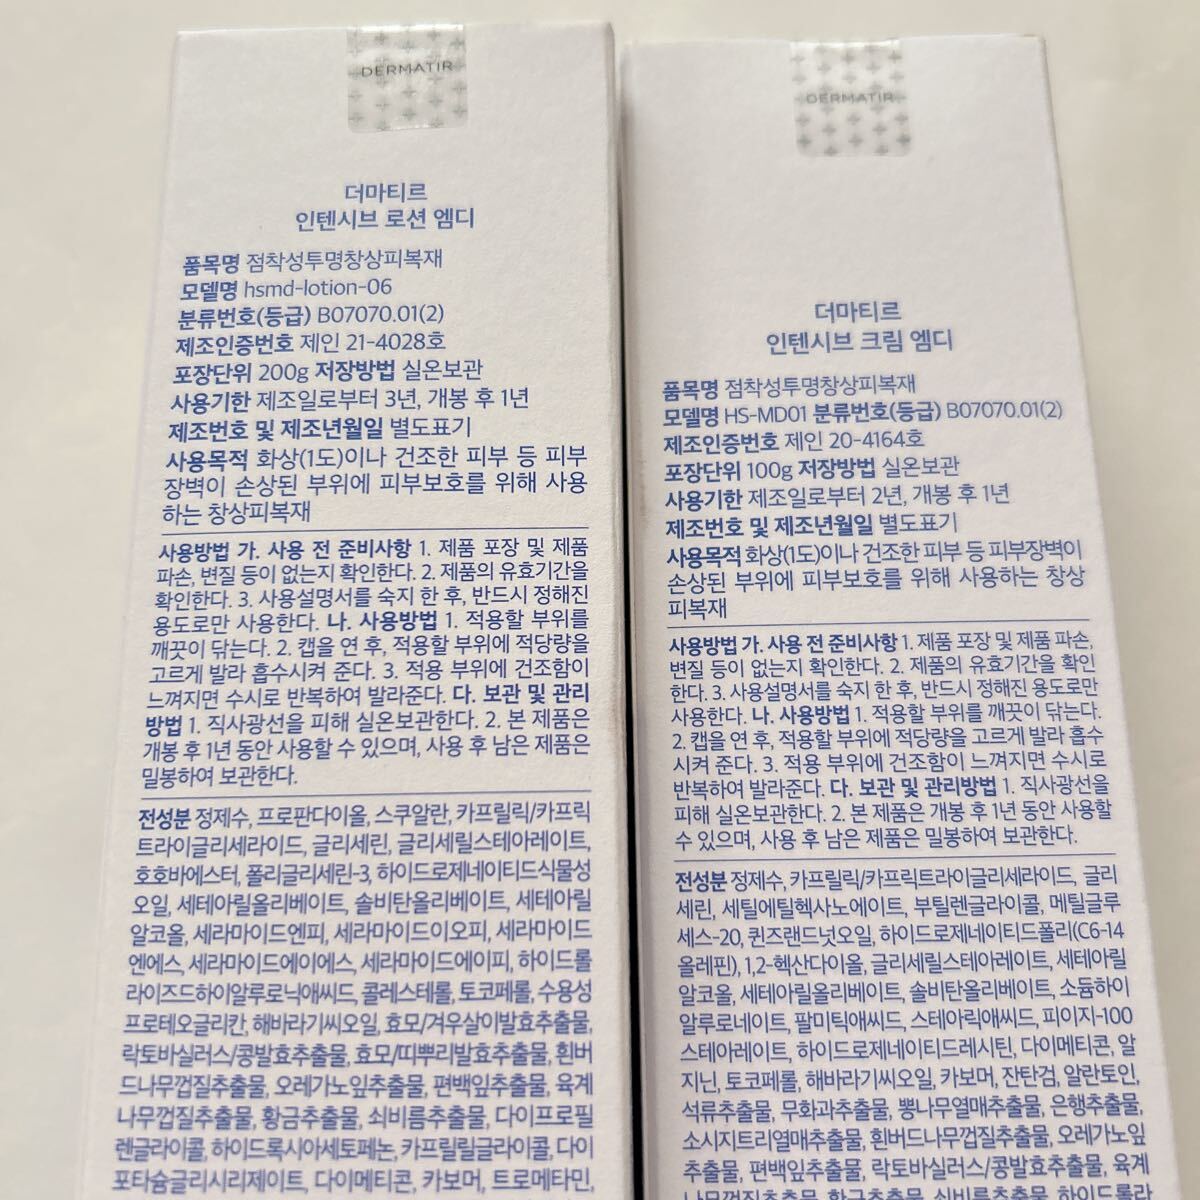 DERMATIR
더마티르
인텐시브 로션 엠디
품목명 점착성투명창상피복재
모델명 hsmd-lotion-06
분류번호(등급) B07070.01(2)
제조인증번호 제인 21-4028호
포장단위 200g 저장방법 실온보관
사용기한 제조일로부터 3년, 개봉 후 1년
제조번호 및 제조년월일 별도표기
사용목적 화상(1도)이나 건조한 피부 등 피부
장벽이 손상된 부위에 피부보호를 위해 사용
하는 창상피복재
사용방법 가. 사용 전 준비사항 1. 제품 포장 및 제품
파손, 변질 등이 없는지 확인한다. 2. 제품의 유효기간을
확인한다. 3. 사용설명서를 숙지 한 후, 반드시 정해진
용도로만 사용한다. 나. 사용방법 1. 적용할 부위를
깨끗이 닦는다. 2. 캡을 연 후, 적용할 부위에 적당량을
고르게 발라 흡수시켜 준다. 3. 적용 부위에 건조함이
느껴지면 수시로 반복하여 발라준다. 다. 보관 및 관리
방법 1. 직사광선을 피해 실온보관한다. 2. 본 제품은
개봉 후 1년 동안 사용할 수 있으며, 사용 후 남은 제품은
밀봉하여 보관한다.
전성분 정제수, 프로판다이올, 스쿠알란, 카프릴릭/카프릭
트라이글리세라이드, 글리세린, 글리세릴스테아레이트,
호호바에스터, 폴리글리세린-3, 하이드로제네이티드식물성
오일, 세테아릴올리베이트, 솔비탄올리베이트, 세테아릴
알코올, 세라마이드엔피, 세라마이드이오피, 세라마이드
엔에스, 세라마이드에이에스, 세라마이드에이피, 하이드롤
라이즈드하이알루로닉애씨드, 콜레스테롤, 토코페롤, 수용성
프로테오글리칸, 해바라기씨오일, 효모/겨우살이발효추출물,
락토바실러스/콩발효추출물, 효모/띠뿌리발효추출물, 흰버
드나무껍질추출물, 오레가노잎추출물, 편백잎추출물, 육계
나무껍질추출물, 황금추출물, 쇠비름추출물, 다이프로필
렌글라이콜, 하이드록시아세토페논, 카프릴릴글라이콜, 다이
포타슘글리시리제이트, 다이메티콘, 카보머, 트로메타민,
DERMATIR
더마티르
인텐시브 크림 엠디
품목명 점착성투명창상피복재
모델명 HS-MD01 분류번호(등급) B07070.01(2)
제조인증번호 제인 20-4164호
포장단위 100g 저장방법 실온보관
사용기한 제조일로부터 2년, 개봉 후 1년
제조번호 및 제조년월일 별도표기
사용목적 화상(1도)이나 건조한 피부 등 피부장벽이
손상된 부위에 피부보호를 위해 사용하는 창상
피복재
사용방법 가. 사용 전 준비사항 1. 제품 포장 및 제품 파손,
변질 등이 없는지 확인한다. 2. 제품의 유효기간을 확인
한다. 3. 사용설명서를 숙지 한 후, 반드시 정해진 용도로만
사용한다. 나. 사용방법 1. 적용할 부위를 깨끗이 닦는다.
2. 캡을 연 후, 적용할 부위에 적당량을 고르게 발라 흡수
시켜 준다. 3. 적용 부위에 건조함이 느껴지면 수시로
반복하여 발라준다. 다. 보관 및 관리방법 1. 직사광선을
피해 실온보관한다. 2. 본 제품은 개봉 후 1년 동안 사용할
수 있으며, 사용 후 남은 제품은 밀봉하여 보관한다.
전성분 정제수, 카프릴릭/카프릭트라이글리세라이드, 글리
세린, 세틸에틸헥사노에이트, 부틸렌글라이콜, 메틸글루
세스-20, 퀸즈랜드넛오일, 하이드로제네이티드폴리(C6-14
올레핀), 1,2-헥산다이올, 글리세릴스테아레이트, 세테아릴
알코올, 세테아릴올리베이트, 솔비탄올리베이트, 소듐하이
알루로네이트, 팔미틱애씨드, 스테아릭애씨드, 피이지-100
스테아레이트, 하이드로제네이티드레시틴, 다이메티콘, 알
지닌, 토코페롤, 해바라기씨오일, 카보머, 잔탄검, 알란토인,
석류추출물, 무화과추출물, 뽕나무열매추출물, 은행추출물,
소시지트리열매추출물, 흰버드나무껍질추출물, 오레가노잎
추출물, 편백잎추출물, 락토바실러스/콩발효추출물, 육계
나무껍질추출물, 황금추출물, 쇠비름추출물, 하이드롤라